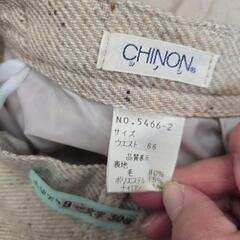 CHINON®
シノン
NO.5466-2
サイズ
ウエスト 66
品質表示
表地
毛 80%
ポリエステル 15%
ナイロン